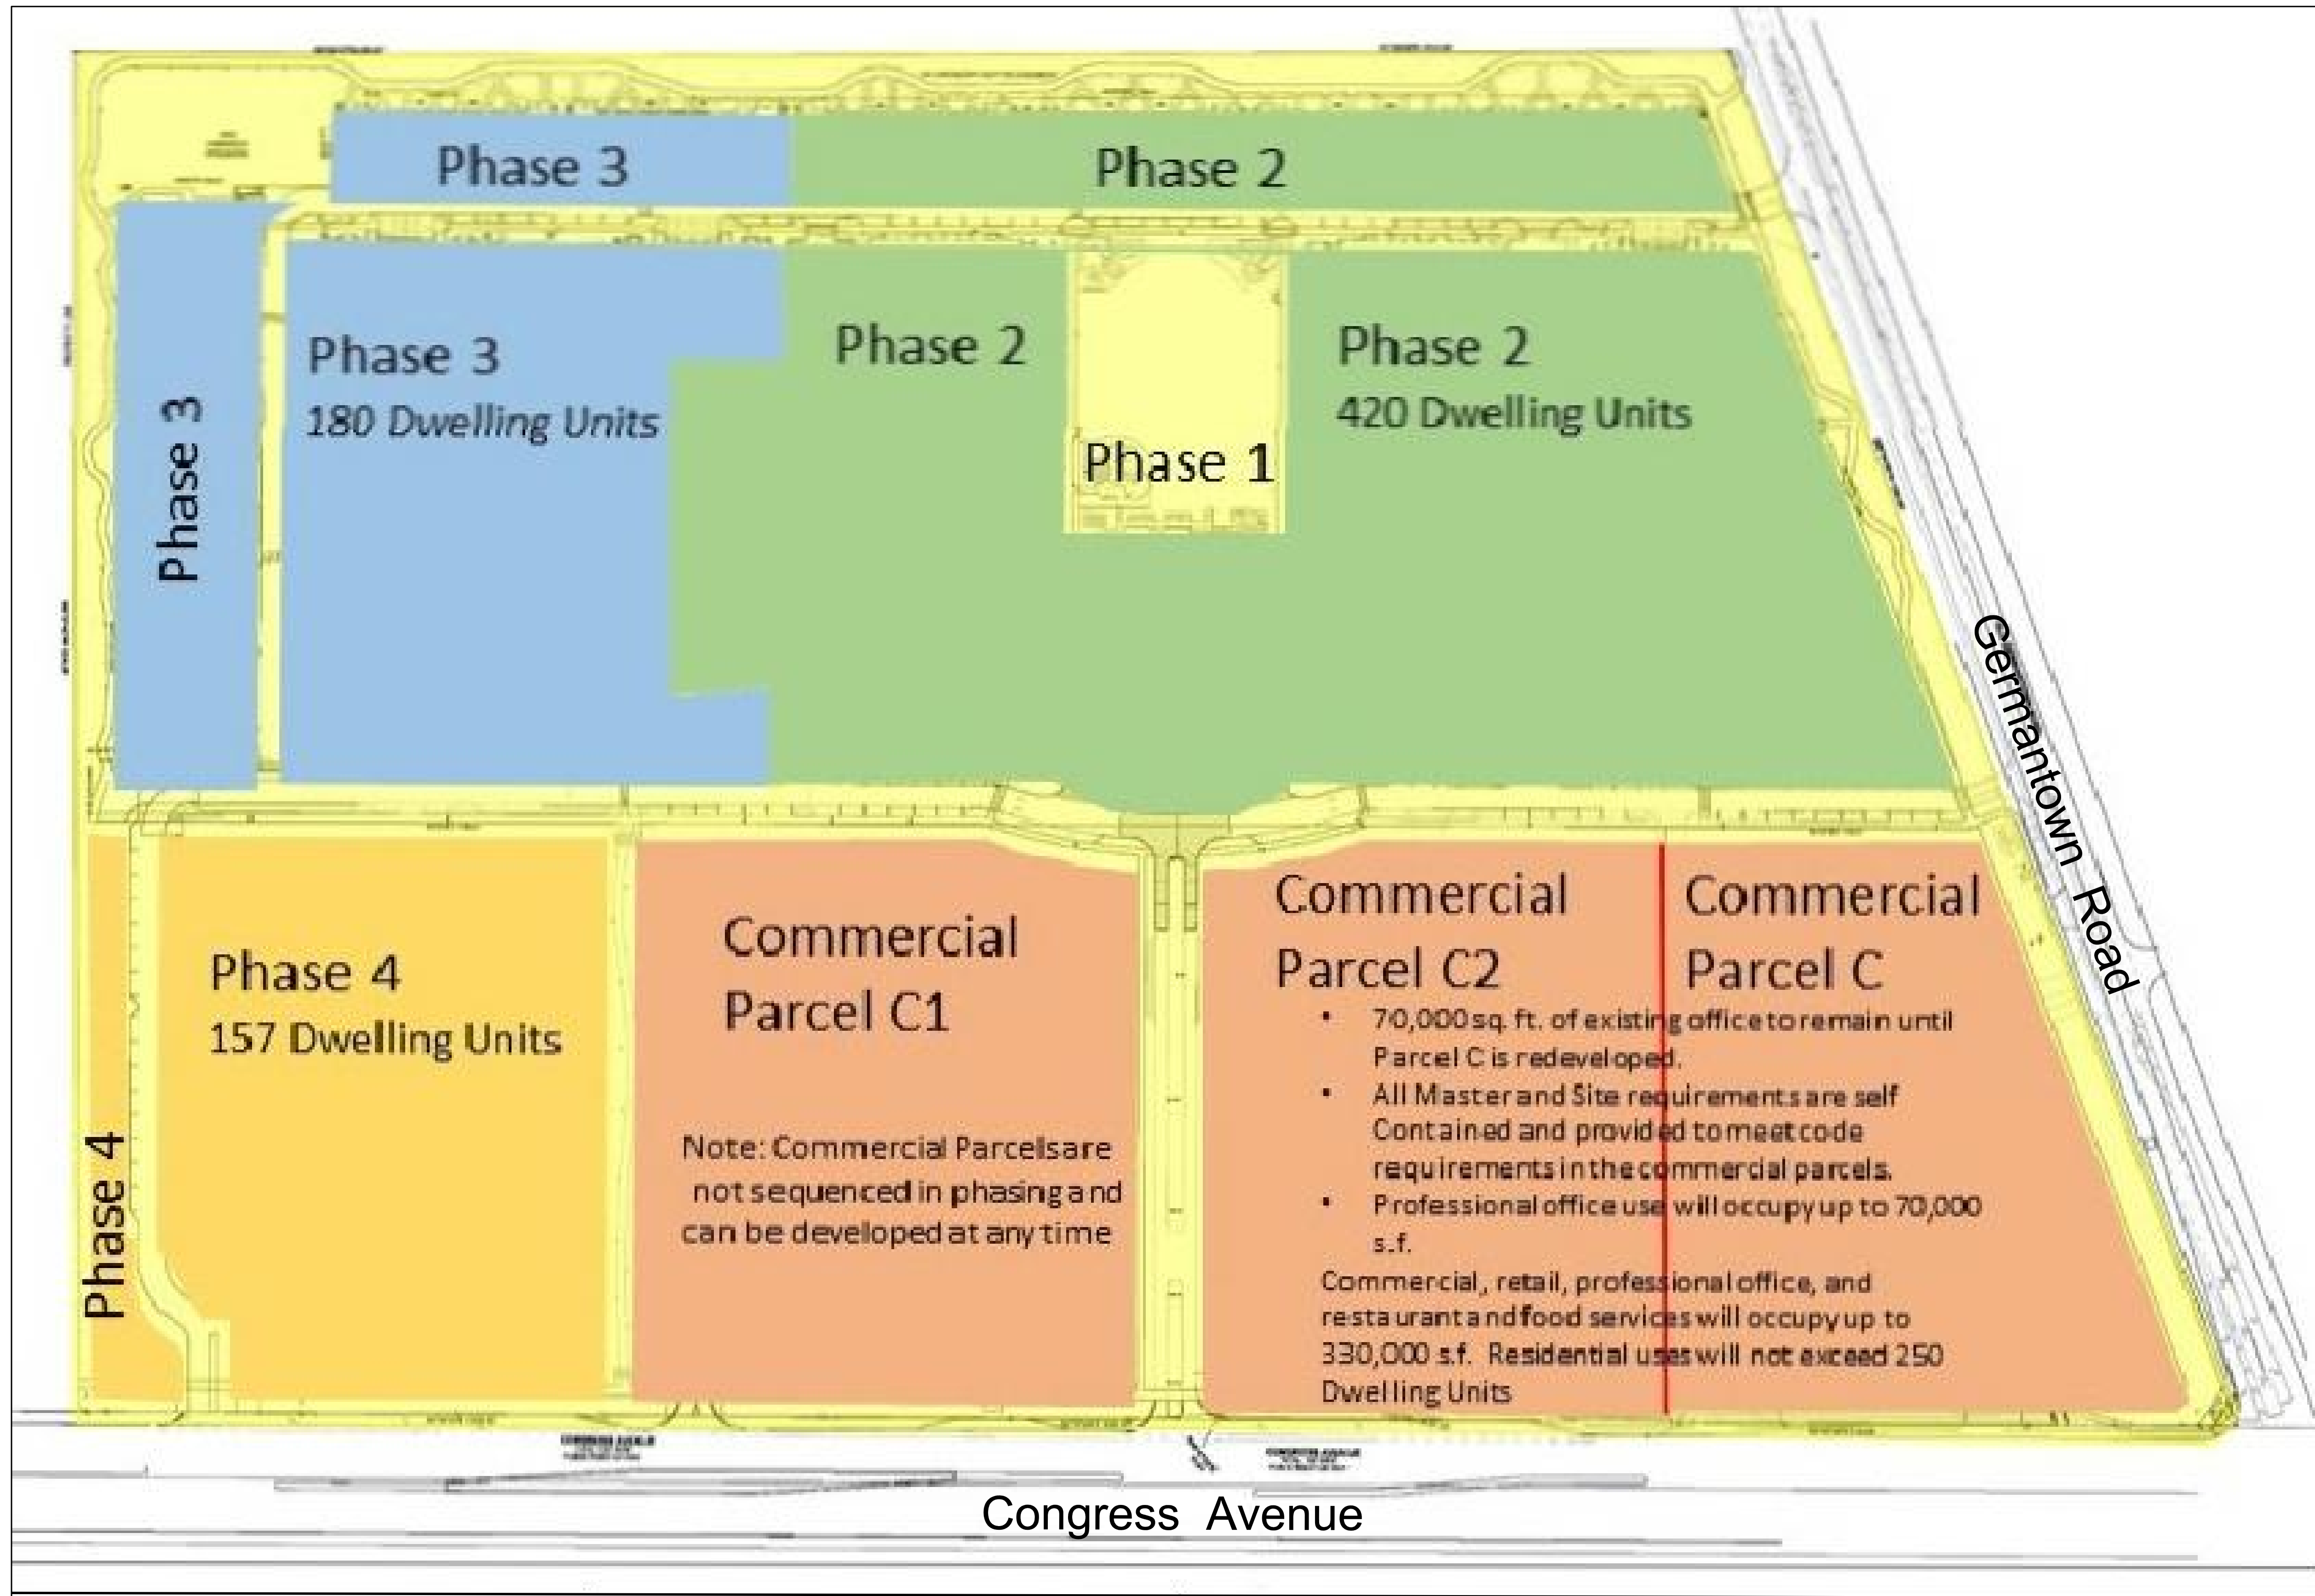 Phase 3
Phase 2
Phase 3
180 Dwelling Units
Phase 2
Phase 2
420 Dwelling Units
Phase 1
Phase 3
Germantown Road
Phase 4
157 Dwelling Units
Phase 4
Commercial
Parcel C1
Note: Commercial Parcels are
not sequenced in phasing and
can be developed at any time
Commercial
Parcel C2
Commercial
Parcel C
• 70,000 sq. ft. of existing office to remain until
Parcel C is redeveloped.
• All Master and Site requirements are self
Contained and provided to meet code
requirements in the commercial parcels.
• Professional office use will occupy up to 70,000
s.f.
Commercial, retail, professional office, and
restaurant and food services will occupy up to
330,000 s.f. Residential uses will not exceed 250
Dwelling Units
CONGRESS AVENUE
CONGRESS AVENUE
Congress Avenue